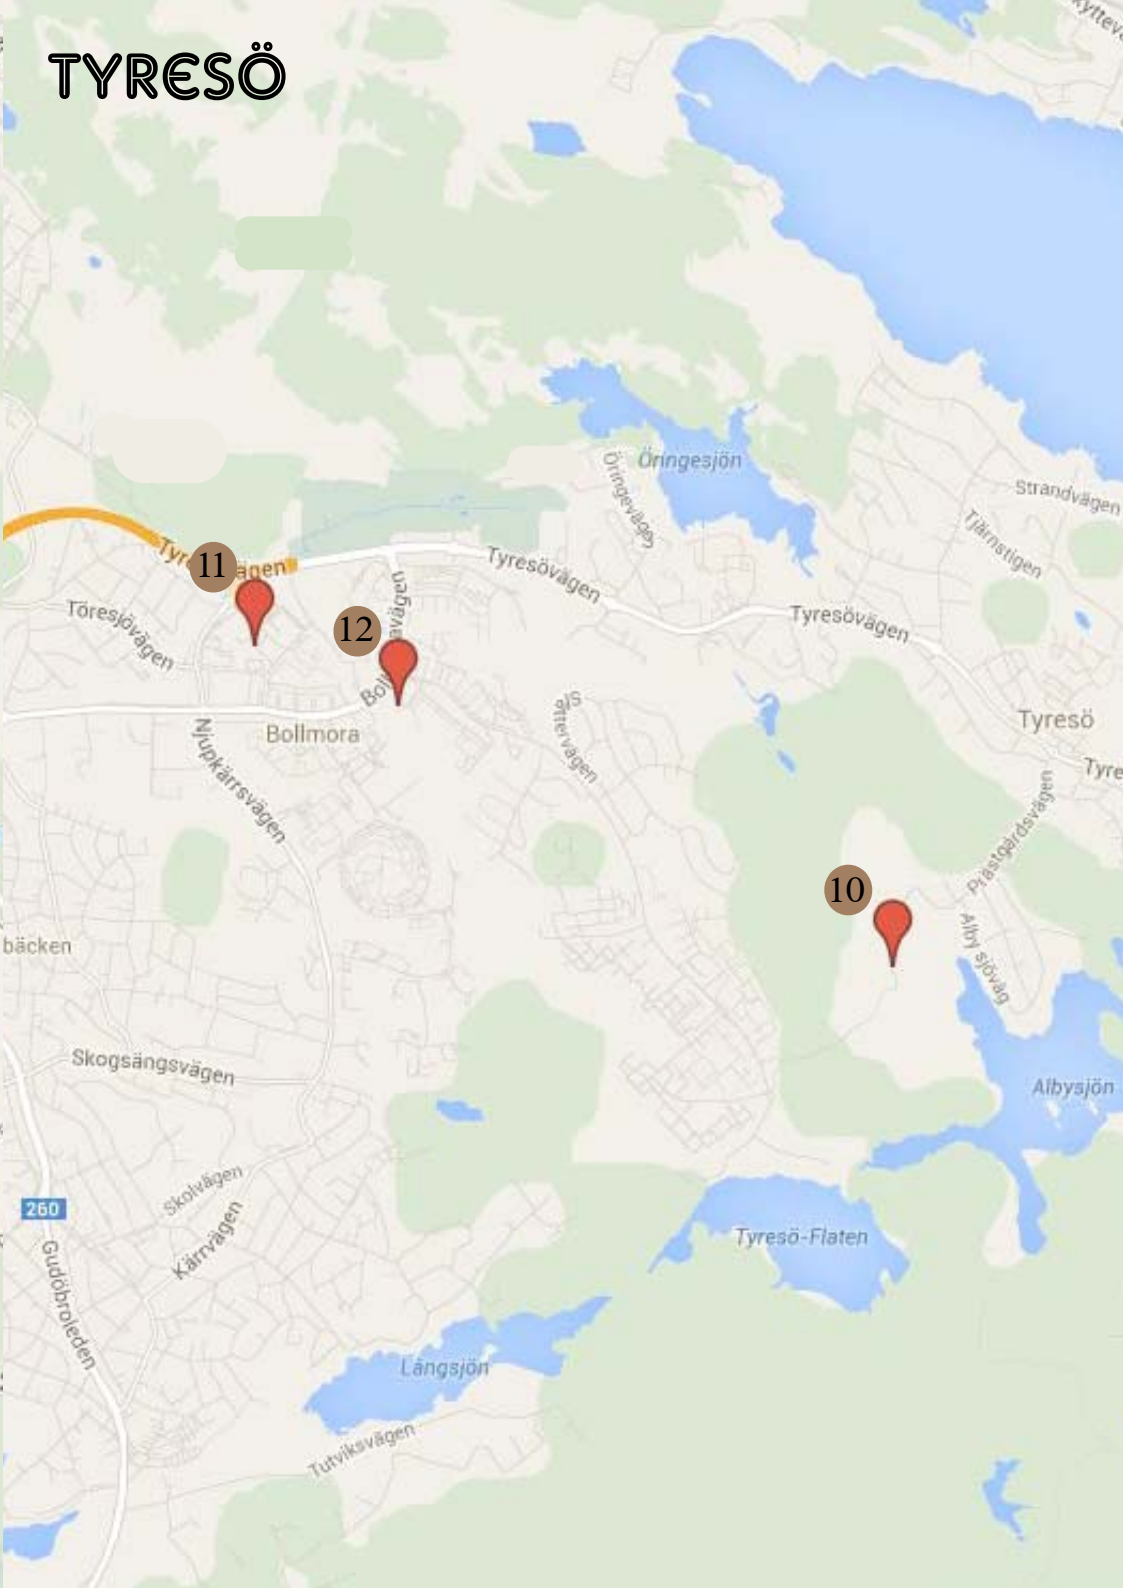 TYRESÖ
Öringesjön
Öringevägen
Strandvägen
Tjärnstigen
11
Töresjövägen
12
Tyresövägen
Tyresövägen
Bollmora
Njupkärrsvägen
Tyresö
Prästgårdsvägen
10
Alby sjöväg
bäcken
Skogsängsvägen
Albysjön
Skolvägen
Kärrvägen
260
Gudöbroleden
Tyresö-Flaten
Långsjön
Tutviksvägen